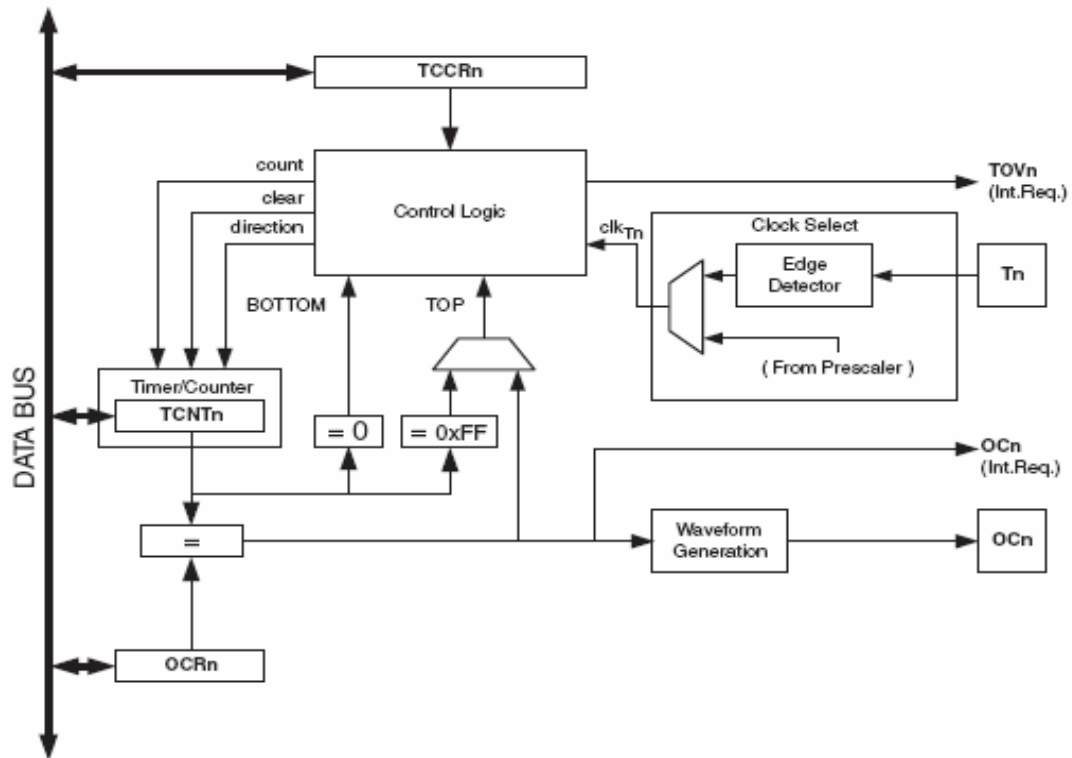 TCCRn
count
clear
direction
Control Logic
TOVn
(Int.Req.)
clkTn
Clock Select
Edge
Detector
Tn
( From Prescaler )
BOTTOM
TOP
Timer/Counter
TCNTn
= 0
= 0xFF
DATA BUS
OCn
(Int.Req.)
=
Waveform
Generation
OCn
OCRn